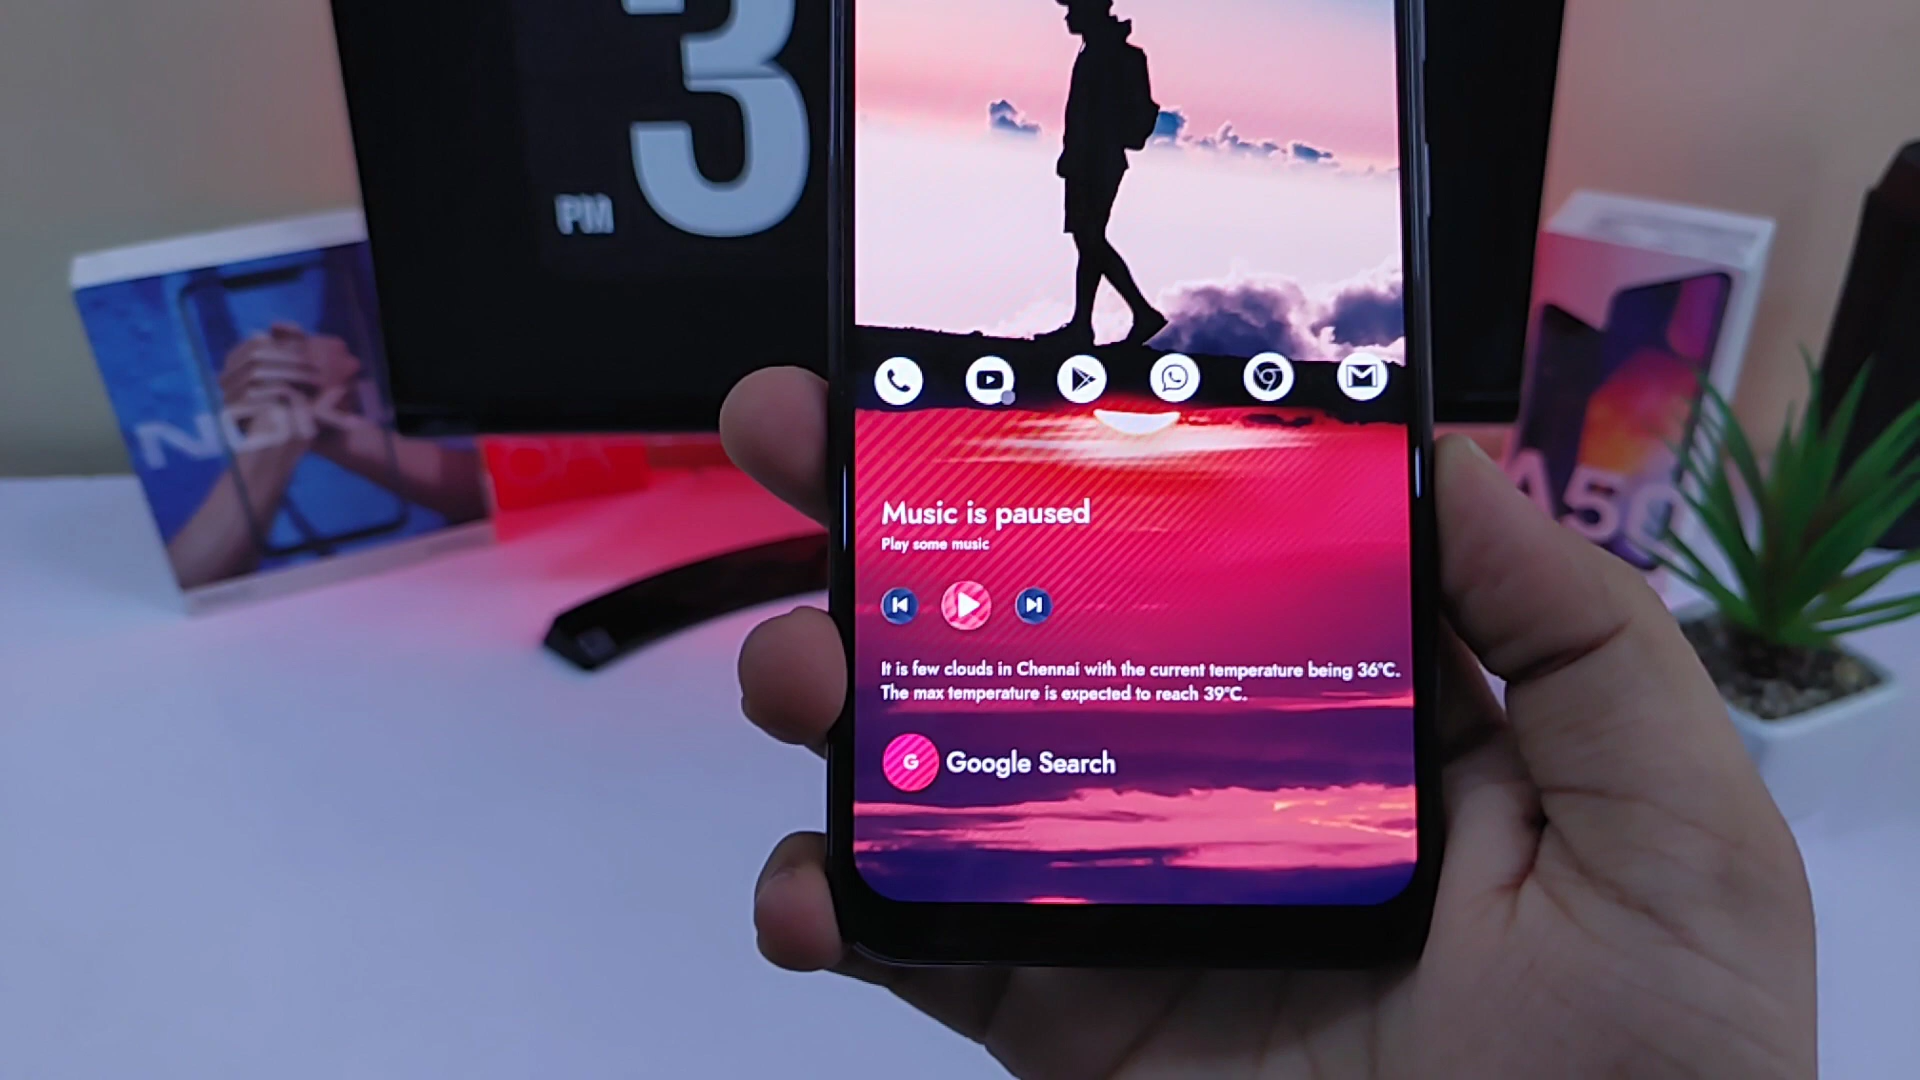 3
PM
NOK
A50
Music is paused
Play some music
It is few clouds in Chennai with the current temperature being 36°C.
The max temperature is expected to reach 39°C.
G Google Search